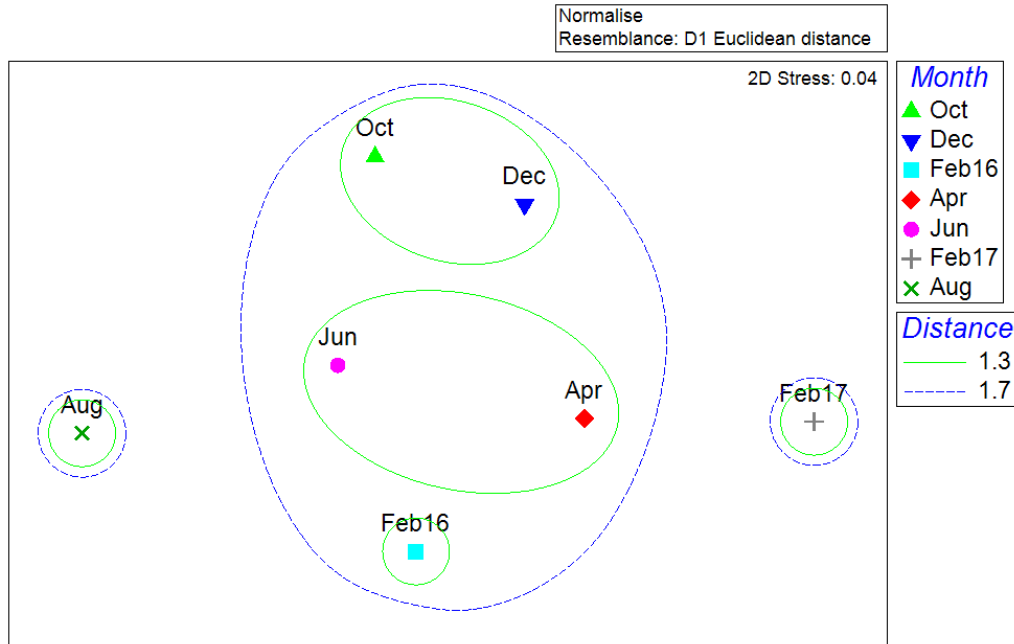 Normalise
Resemblance: D1 Euclidean distance
2D Stress: 0.04
Oct
Dec
Jun
Apr
Aug
Feb17
Feb16
Month
Oct
Dec
Feb16
Apr
Jun
Feb17
Aug
Distance
1.3
1.7